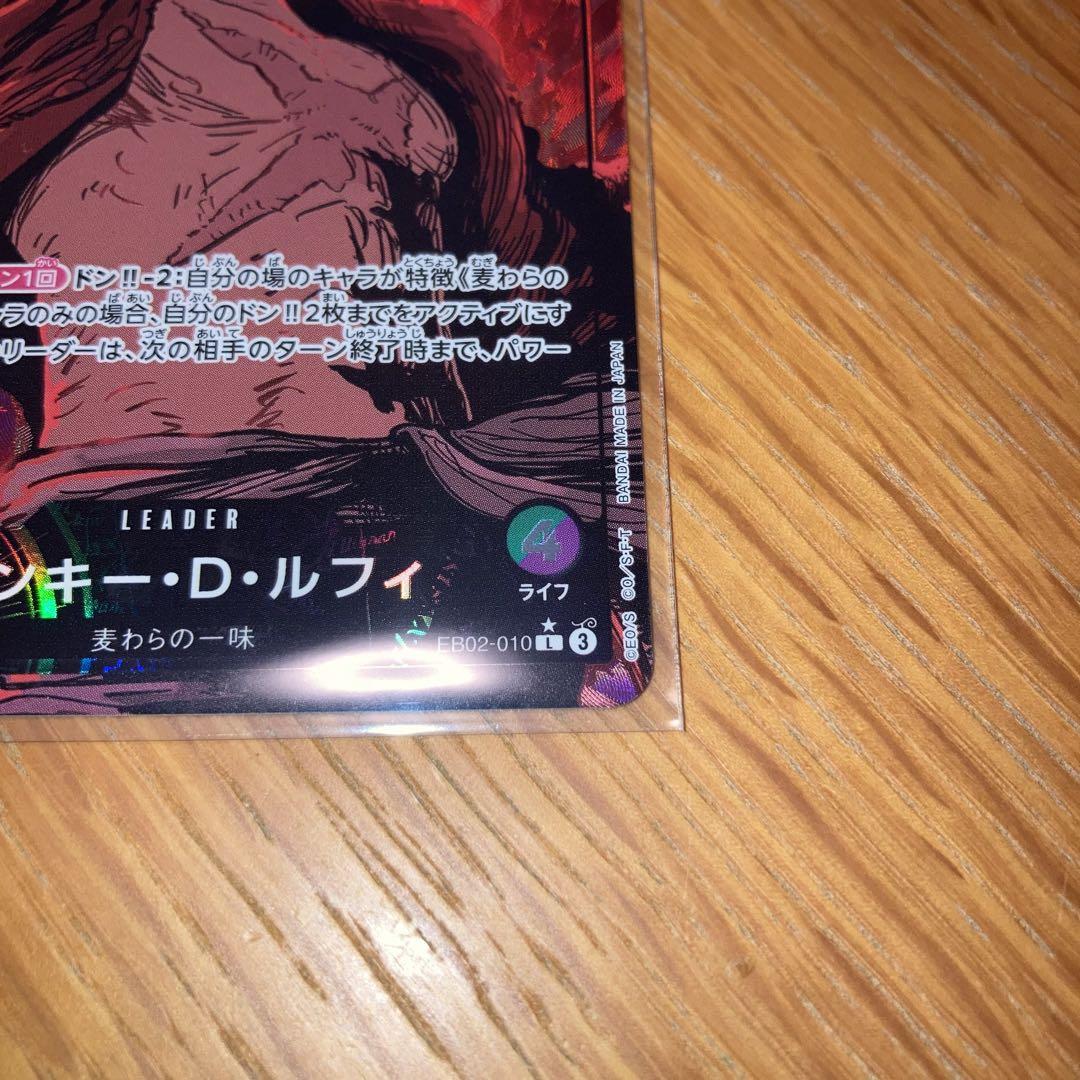 ン1回 ドン!!-2:自分の場のキャラが特徴《麦わらの
ラのみの場合、自分のドン!!2枚までをアクティブにす
リーダーは、次の相手のターン終了時まで、パワー
LEADER
ンキー・D・ルフィ
4
ライフ
麦わらの一味
EB02-010 L 3
©EO/S ©O/S・F・T BANDAI MADE IN JAPAN